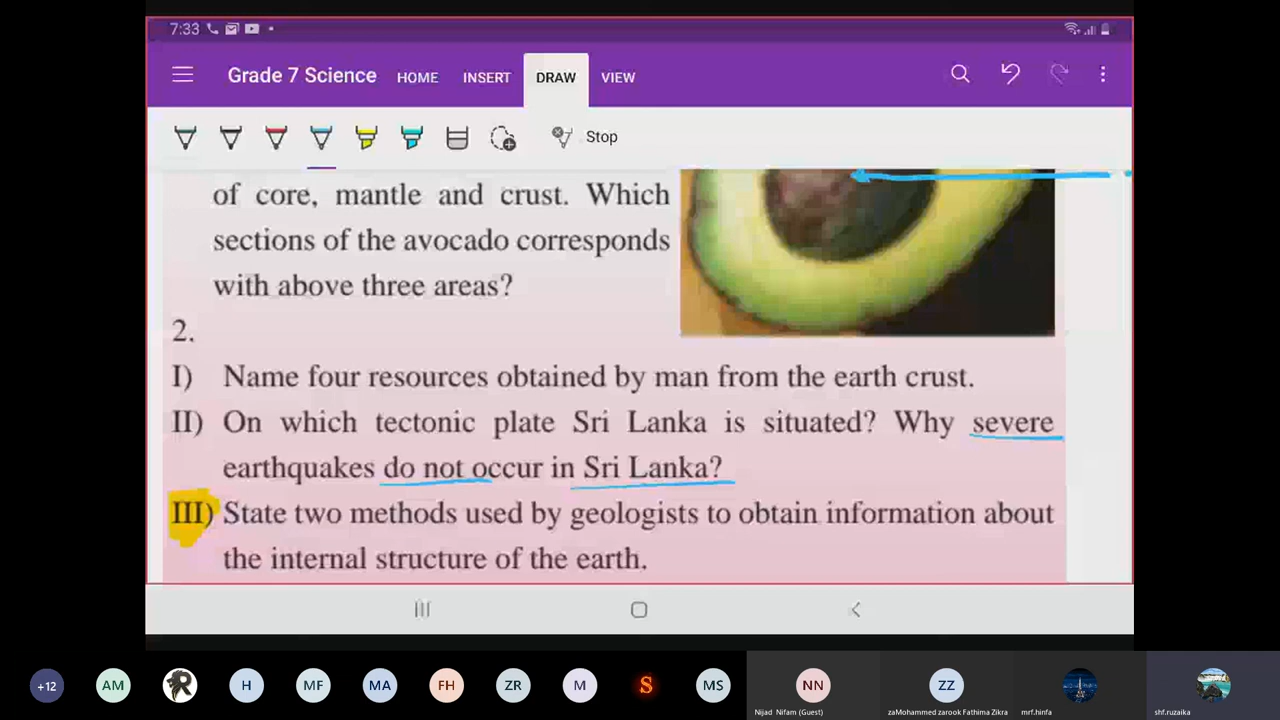 7:33
Grade 7 Science HOME INSERT DRAW VIEW
Stop
of core, mantle and crust. Which
sections of the avocado corresponds
with above three areas?
2.
I) Name four resources obtained by man from the earth crust.
II) On which tectonic plate Sri Lanka is situated? Why severe
earthquakes do not occur in Sri Lanka?
III) State two methods used by geologists to obtain information about
the internal structure of the earth.
+12 AM R H MF MA FH ZR M S MS NN ZZ
Nijad Nifam (Guest) zaMohammed zarook Fathima Zikra mrf.hinfa shf.ruzaika